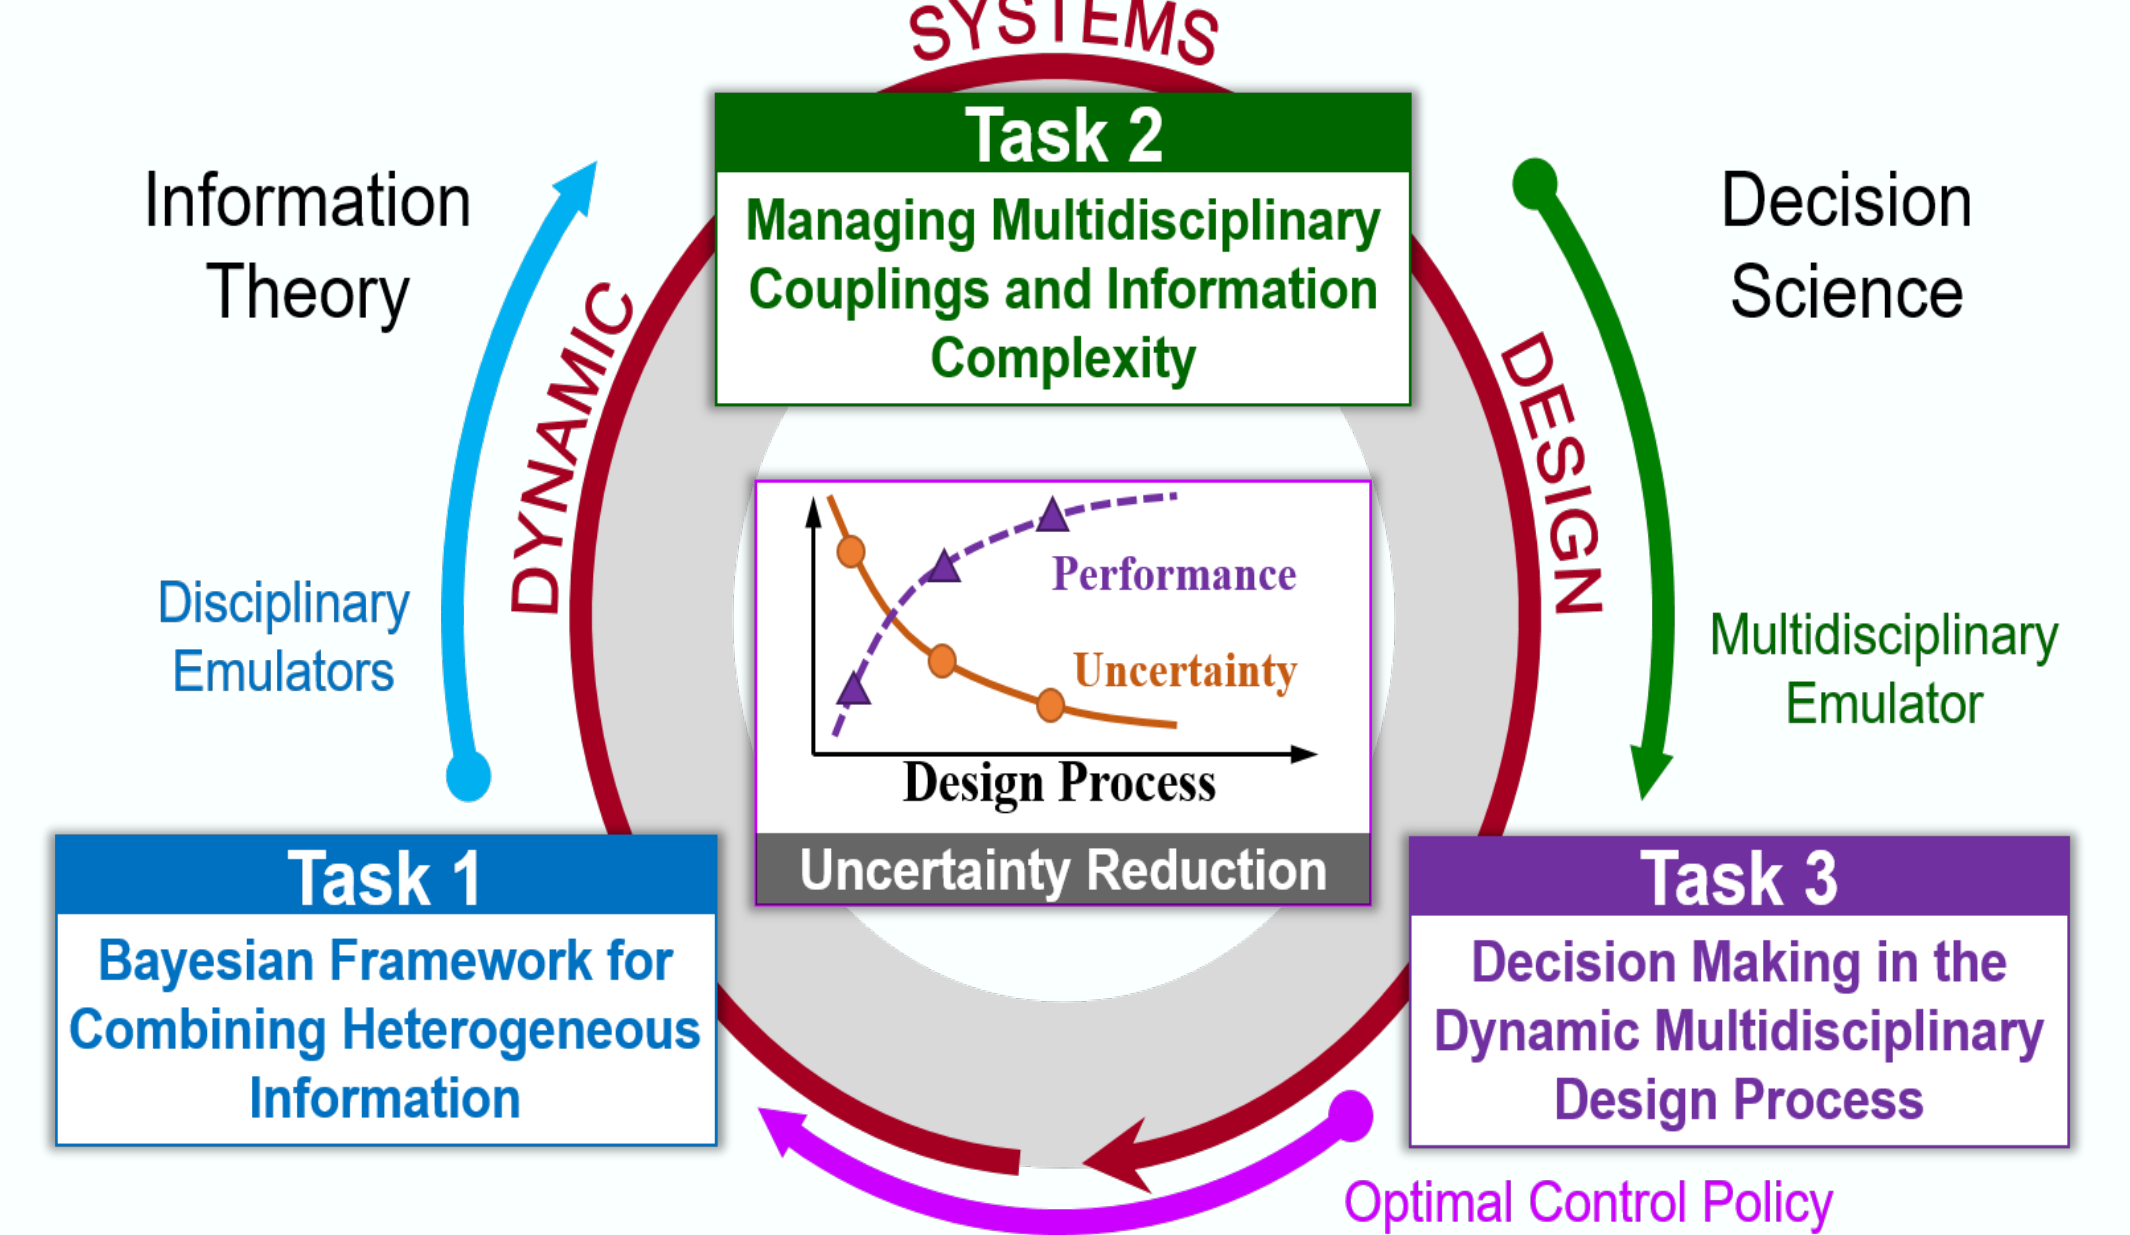 SYSTEMS
Task 2
Managing Multidisciplinary
Couplings and Information
Complexity
Information
Theory
Decision
Science
DYNAMIC
DESIGN
Performance
Uncertainty
Design Process
Uncertainty Reduction
Disciplinary
Emulators
Multidisciplinary
Emulator
Task 1
Bayesian Framework for
Combining Heterogeneous
Information
Task 3
Decision Making in the
Dynamic Multidisciplinary
Design Process
Optimal Control Policy